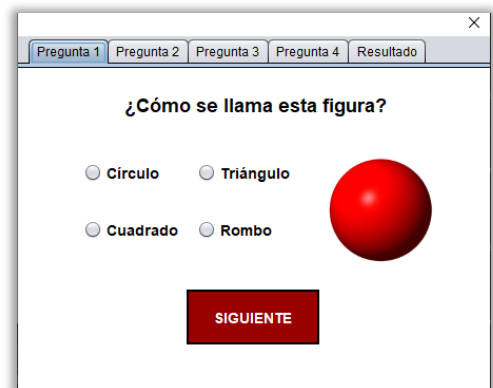 Pregunta 1 Pregunta 2 Pregunta 3 Pregunta 4 Resultado
¿Cómo se llama esta figura?
Círculo Triángulo
Cuadrado Rombo
SIGUIENTE